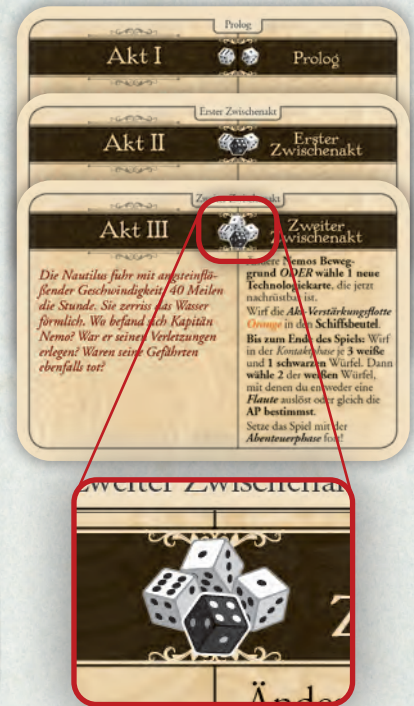 Prolog
Akt I
Prolog
Erster Zwischenakt
Akt II
Erster
Zwischenakt
Akt III
Zweiter
Zwischenakt
Die Nautilus fuhr mit angsteinflö-
ßender Geschwindigkeit, 40 Meilen
die Stunde. Sie zerriss das Wasser
förmlich. Wo befand sich Kapitän
Nemo? War er seinen Verletzungen
erlegen? Waren seine Gefährten
ebenfalls tot?
Nemos Beweg-
grund ODER wähle 1 neue
Technologiekarte, die jetzt
nachrüstbar ist.
Wirf die Akt-Verstärkungsflotte
Orange in den Schiffsbeutel.
Bis zum Ende des Spiels: Wirf
in der Kontaktphase je 3 weiße
und 1 schwarzen Würfel. Dann
wähle 2 der weißen Würfel,
mit denen du entweder eine
Flaute auslöst oder gleich die
AP bestimmst.
Setze das Spiel mit der
Abenteuerphase fort!
Zweiter Zwischenakt
Z
Ände